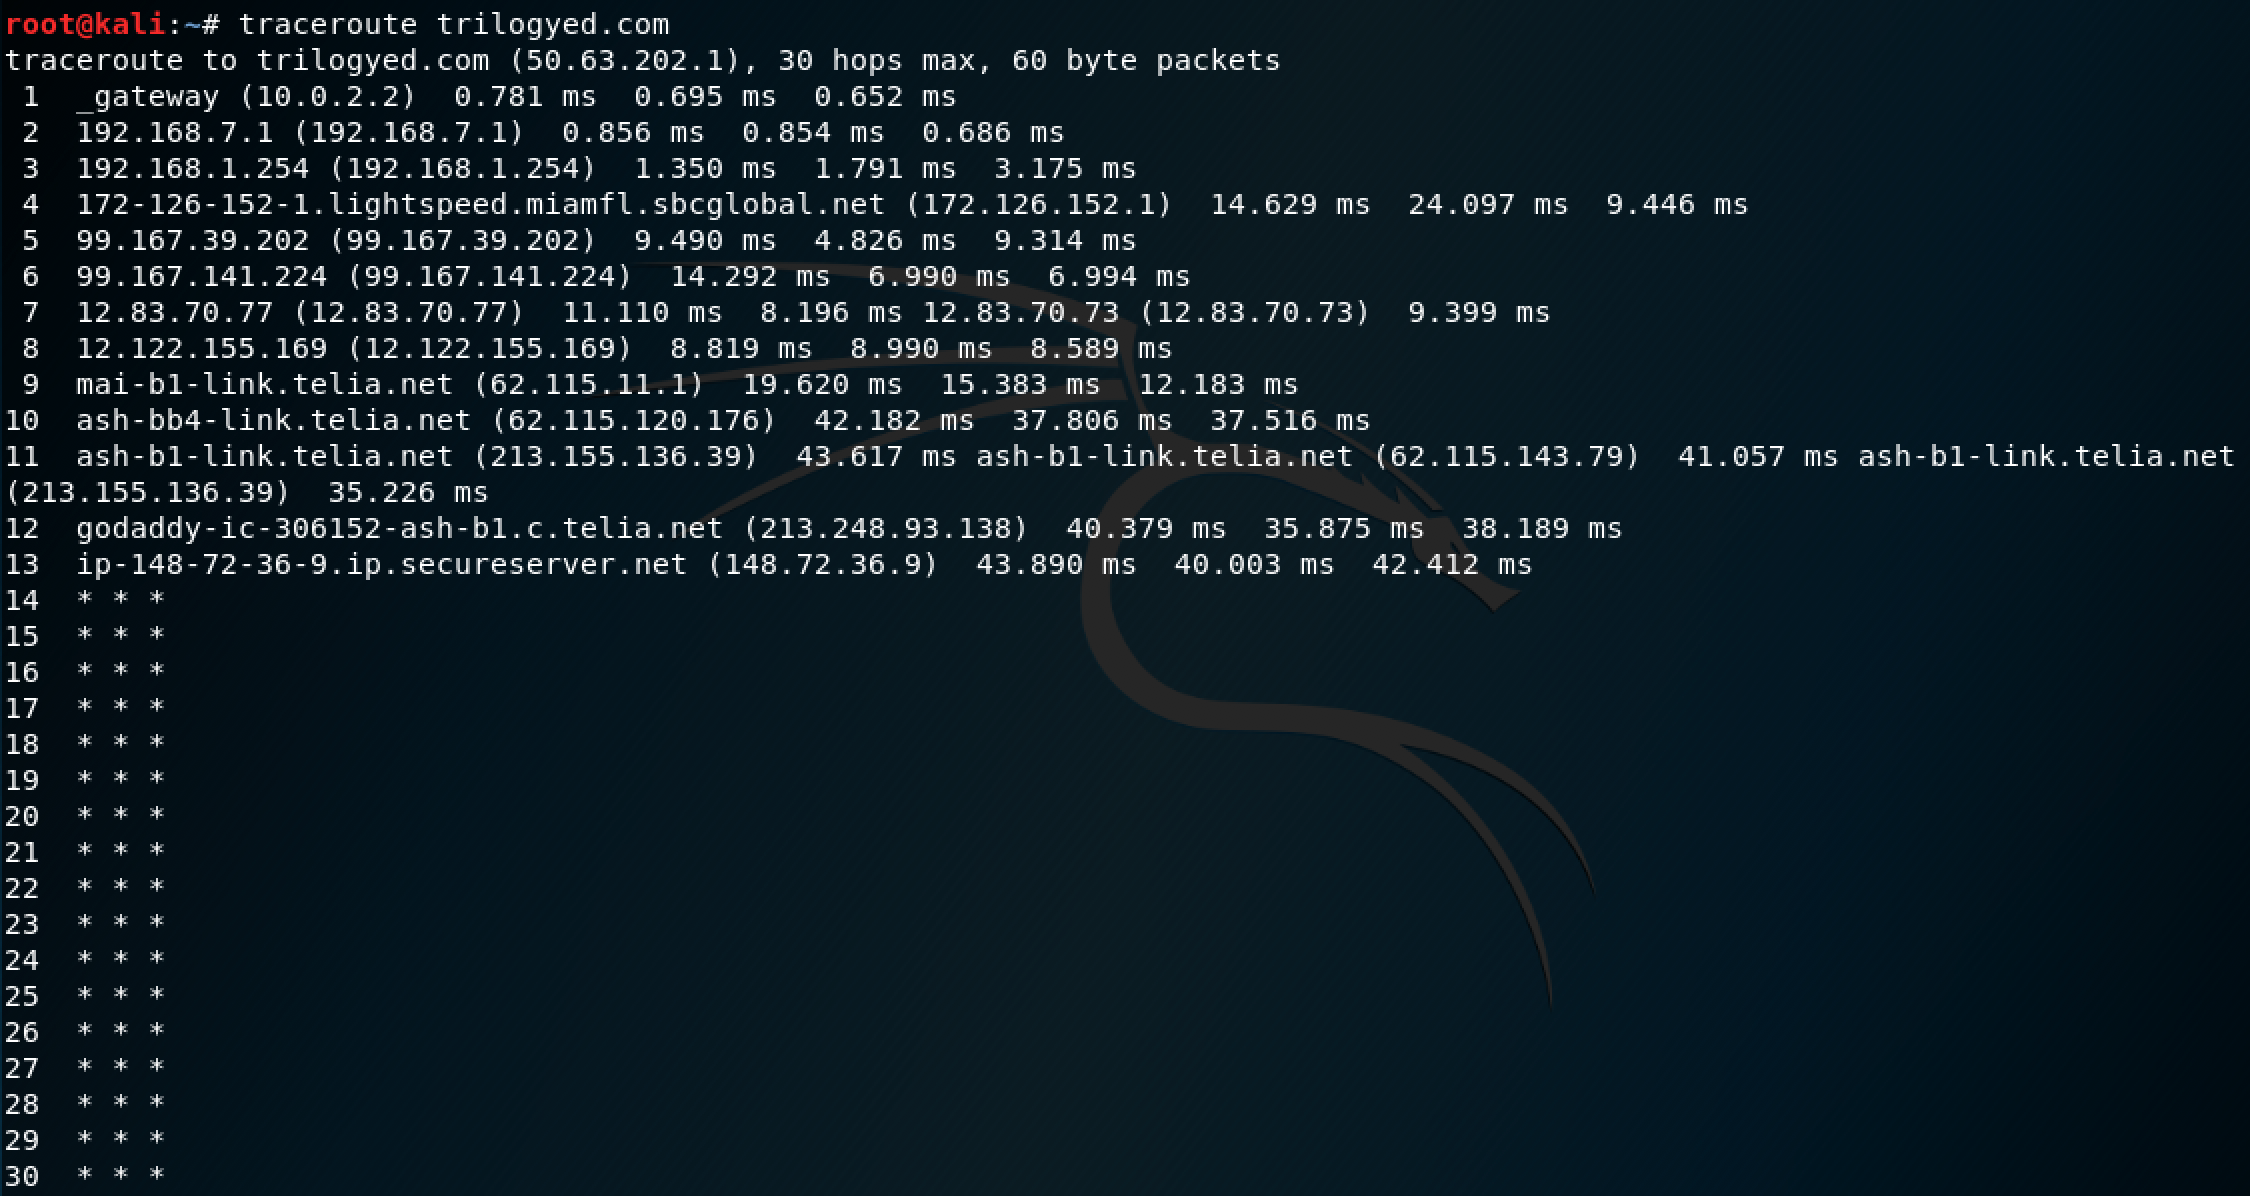 root@kali:~# traceroute trilogyed.com
traceroute to trilogyed.com (50.63.202.1), 30 hops max, 60 byte packets
 1  _gateway (10.0.2.2)  0.781 ms  0.695 ms  0.652 ms
 2  192.168.7.1 (192.168.7.1)  0.856 ms  0.854 ms  0.686 ms
 3  192.168.1.254 (192.168.1.254)  1.350 ms  1.791 ms  3.175 ms
 4  172-126-152-1.lightspeed.miamfl.sbcglobal.net (172.126.152.1)  14.629 ms  24.097 ms  9.446 ms
 5  99.167.39.202 (99.167.39.202)  9.490 ms  4.826 ms  9.314 ms
 6  99.167.141.224 (99.167.141.224)  14.292 ms  6.990 ms  6.994 ms
 7  12.83.70.77 (12.83.70.77)  11.110 ms  8.196 ms 12.83.70.73 (12.83.70.73)  9.399 ms
 8  12.122.155.169 (12.122.155.169)  8.819 ms  8.990 ms  8.589 ms
 9  mai-b1-link.telia.net (62.115.11.1)  19.620 ms  15.383 ms  12.183 ms
10  ash-bb4-link.telia.net (62.115.120.176)  42.182 ms  37.806 ms  37.516 ms
11  ash-b1-link.telia.net (213.155.136.39)  43.617 ms ash-b1-link.telia.net (62.115.143.79)  41.057 ms ash-b1-link.telia.net
(213.155.136.39)  35.226 ms
12  godaddy-ic-306152-ash-b1.c.telia.net (213.248.93.138)  40.379 ms  35.875 ms  38.189 ms
13  ip-148-72-36-9.ip.secureserver.net (148.72.36.9)  43.890 ms  40.003 ms  42.412 ms
14  * * *
15  * * *
16  * * *
17  * * *
18  * * *
19  * * *
20  * * *
21  * * *
22  * * *
23  * * *
24  * * *
25  * * *
26  * * *
27  * * *
28  * * *
29  * * *
30  * * *